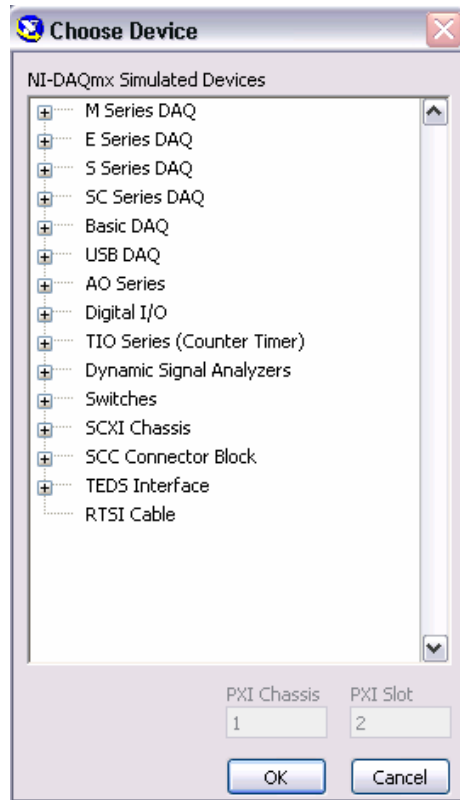 Choose Device
NI-DAQmx Simulated Devices
M Series DAQ
E Series DAQ
S Series DAQ
SC Series DAQ
Basic DAQ
USB DAQ
AO Series
Digital I/O
TIO Series (Counter Timer)
Dynamic Signal Analyzers
Switches
SCXI Chassis
SCC Connector Block
TEDS Interface
RTSI Cable
PXI Chassis PXI Slot
1 2
OK Cancel